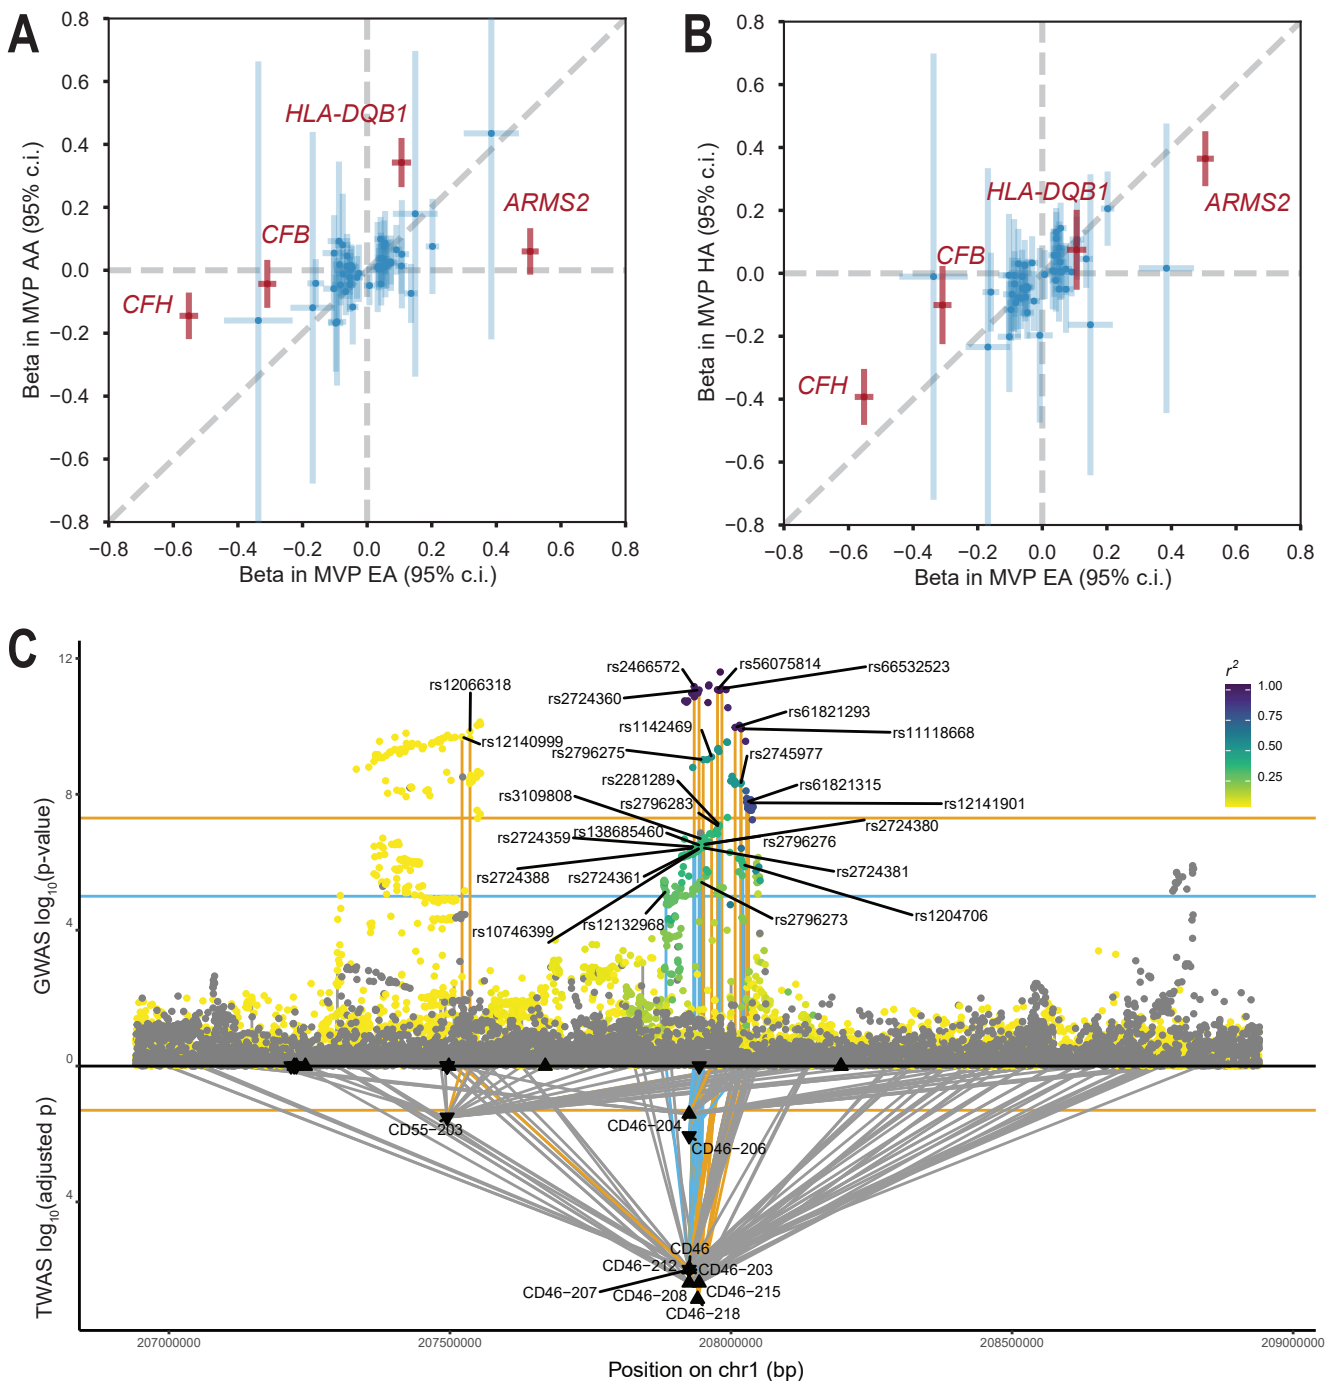 A
B
0.8
0.6
0.4
0.2
0.0
−0.2
−0.4
−0.6
−0.8
Beta in MVP AA (95% c.i.)
HLA-DQB1
ARMS2
CFB
CFH
−0.8 −0.6 −0.4 −0.2 0.0 0.2 0.4 0.6 0.8
Beta in MVP EA (95% c.i.)
0.8
0.6
0.4
0.2
0.0
−0.2
−0.4
−0.6
−0.8
Beta in MVP HA (95% c.i.)
HLA-DQB1
ARMS2
CFB
CFH
−0.8 −0.6 −0.4 −0.2 0.0 0.2 0.4 0.6 0.8
Beta in MVP EA (95% c.i.)
C
12
8
4
0
4
GWAS log10(p-value)
TWAS log10(adjusted p)
rs12066318
rs12140999
rs2466572
rs56075814
rs66532523
rs2724360
rs61821293
rs1142469
rs11118668
rs2796275
rs2745977
rs2281289
rs61821315
rs3109808
rs2796283
rs12141901
rs138685460
rs2724380
rs2724359
rs2796276
rs2724388
rs2724361
rs2724381
rs12132968
rs2796273
rs1204706
rs10746399
r2
1.00
0.75
0.50
0.25
CD55−203
CD46−204
CD46−206
CD46
CD46−212
CD46−203
CD46−207
CD46−208
CD46−215
CD46−218
207000000 207500000 208000000 208500000 209000000
Position on chr1 (bp)